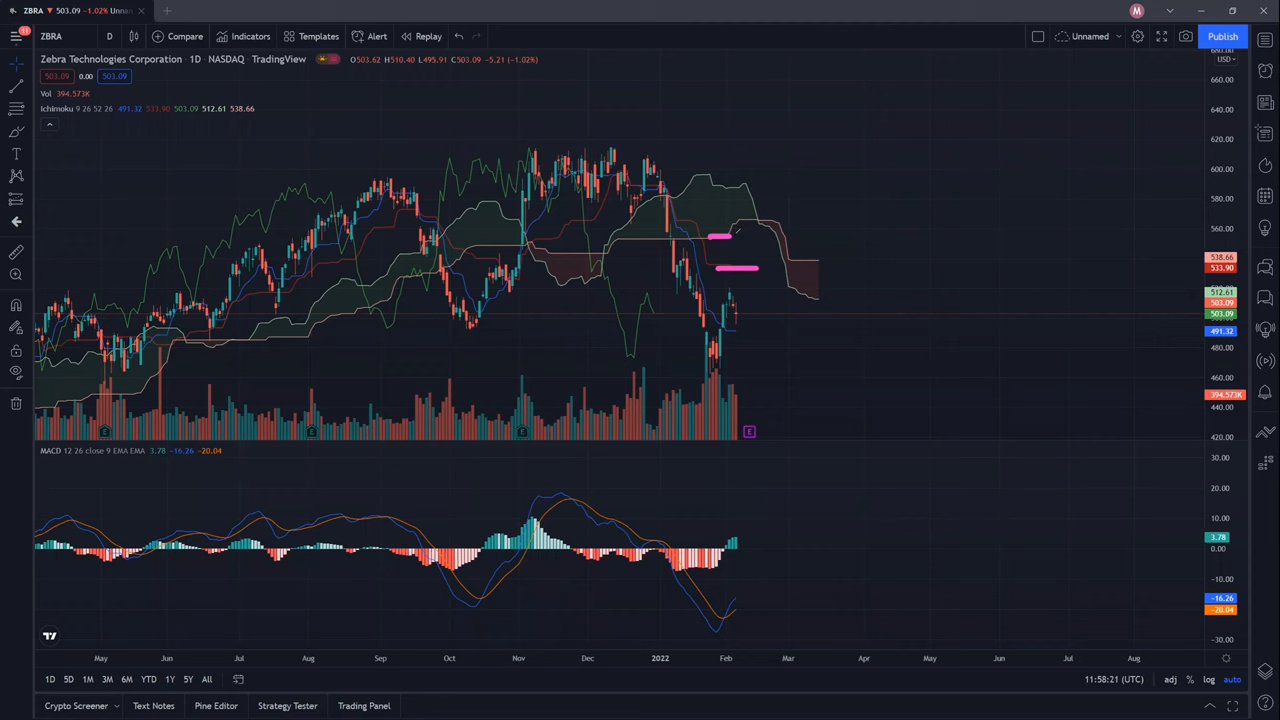 ZBRA 503.09 -1.02% Unnan
M
11
ZBRA D Compare Indicators Templates Alert Replay Unnamed Publish
Zebra Technologies Corporation · 1D · NASDAQ · TradingView O503.62 H510.40 L495.91 C503.09 -5.21 (-1.02%)
503.09 0.00 503.09
Vol 394.573K
Ichimoku 9 26 52 26 491.32 533.90 503.09 512.61 538.66
USD
660.00
640.00
620.00
600.00
580.00
560.00
538.66
533.90
512.61
503.09
503.09
491.32
480.00
460.00
394.573K
440.00
420.00
E E E E
MACD 12 26 close 9 EMA EMA 3.78 -16.26 -20.04
30.00
20.00
10.00
3.78
0.00
-10.00
-16.26
-20.04
-30.00
May Jun Jul Aug Sep Oct Nov Dec 2022 Feb Mar Apr May Jun Jul Aug
1D 5D 1M 3M 6M YTD 1Y 5Y All 11:58:21 (UTC) adj % log auto
Crypto Screener Text Notes Pine Editor Strategy Tester Trading Panel